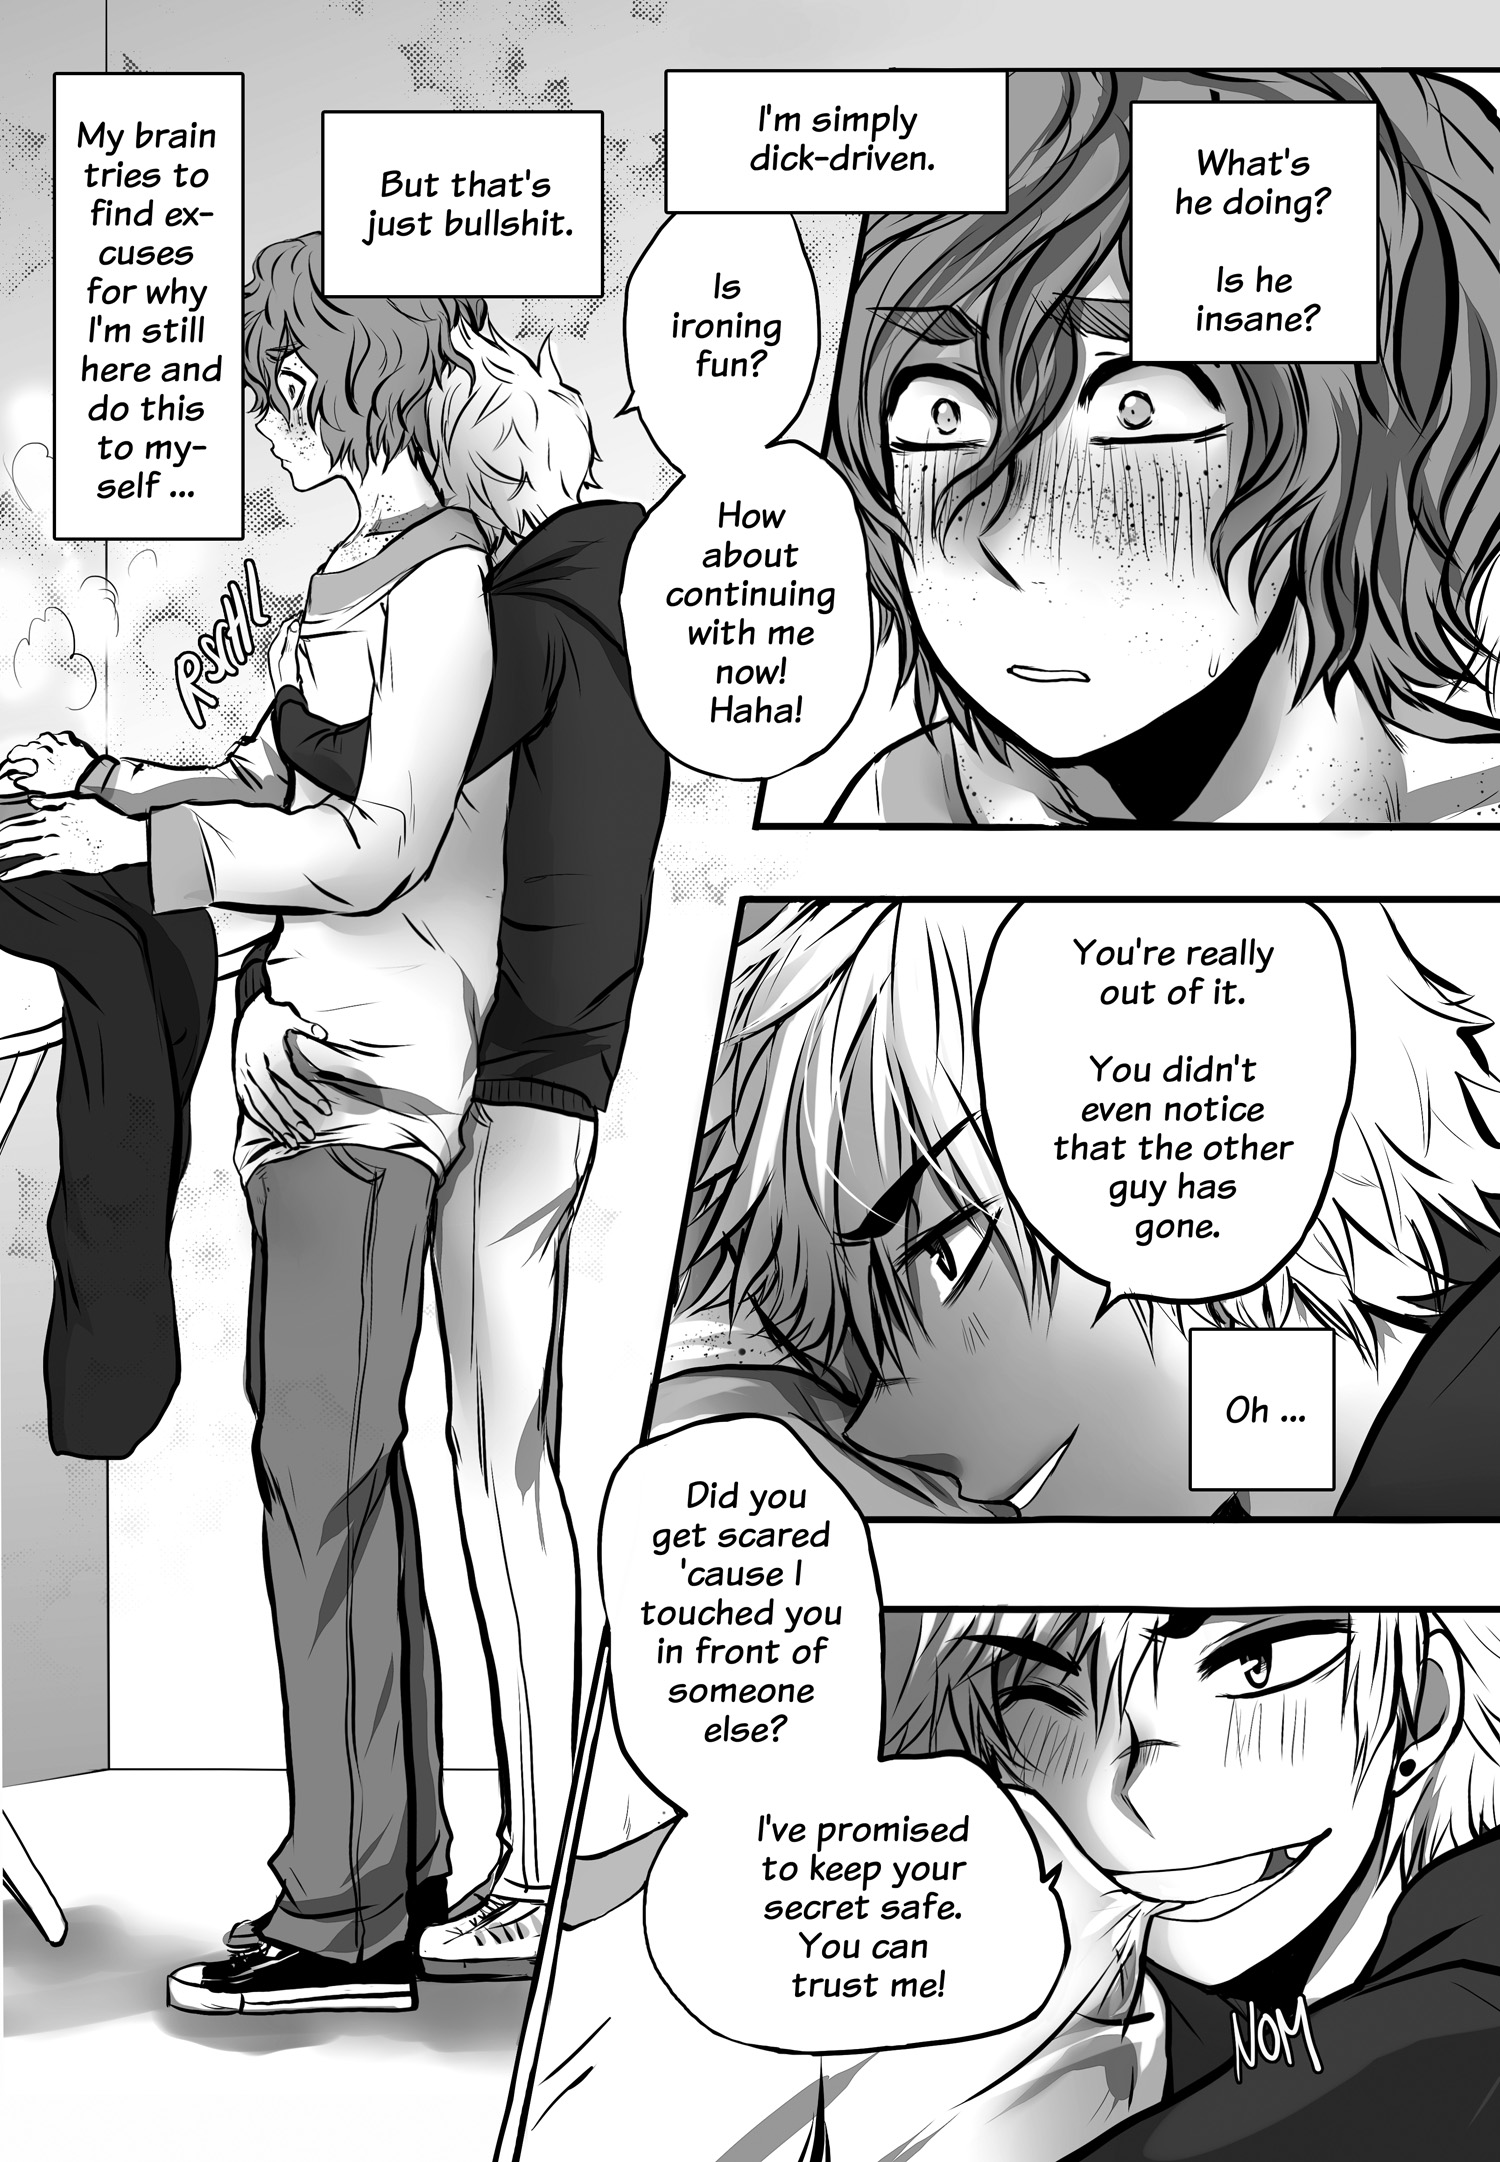 My brain
tries to
find ex-
cuses
for why
I'm still
here and
do this
to my-
self ...
But that's
just bullshit.
I'm simply
dick-driven.
What's
he doing?
Is he
insane?
Is
ironing
fun?
How
about
continuing
with me
now!
Haha!
RSCHL
You're really
out of it.
You didn't
even notice
that the other
guy has
gone.
Oh ...
Did you
get scared
'cause I
touched you
in front of
someone
else?
I've promised
to keep your
secret safe.
You can
trust me!
NOM